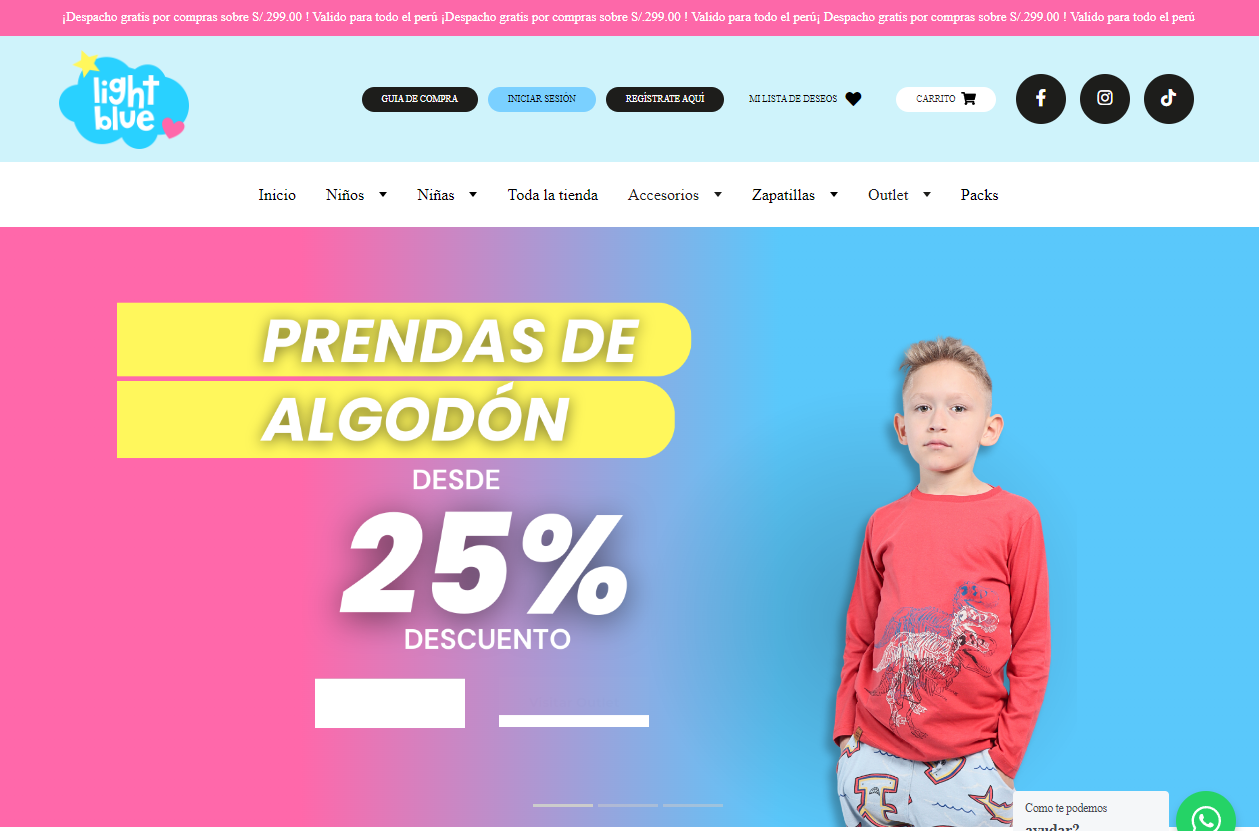 ¡Despacho gratis por compras sobre S/.299.00 ! Valido para todo el perú ¡Despacho gratis por compras sobre S/.299.00 ! Valido para todo el perú¡ Despacho gratis por compras sobre S/.299.00 ! Valido para todo el perú
light
blue
GUIA DE COMPRA INICIAR SESIÓN REGÍSTRATE AQUÍ MI LISTA DE DESEOS CARRITO
Inicio Niños Niñas Toda la tienda Accesorios Zapatillas Outlet Packs
PRENDAS DE
ALGODÓN
DESDE
25%
DESCUENTO
Como te podemos
ayudar?